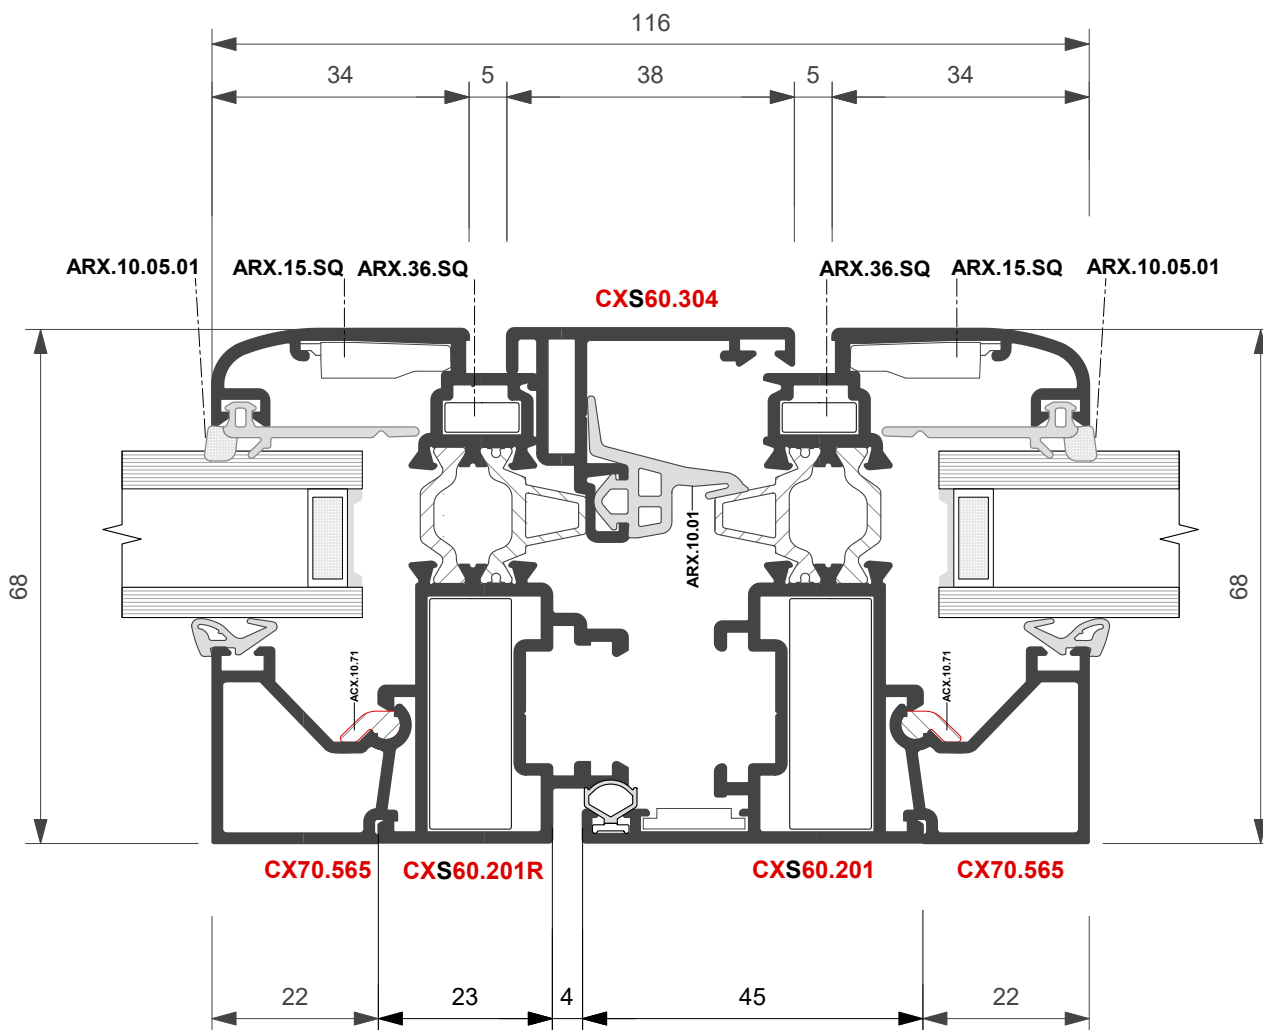 116
34 5 38 5 34
ARX.10.05.01 ARX.15.SQ ARX.36.SQ ARX.36.SQ ARX.15.SQ ARX.10.05.01
CXS60.304
68
68
ARX.10.01
ACX.10.71
ACX.10.71
CX70.565 CXS60.201R CXS60.201 CX70.565
22 23 4 45 22